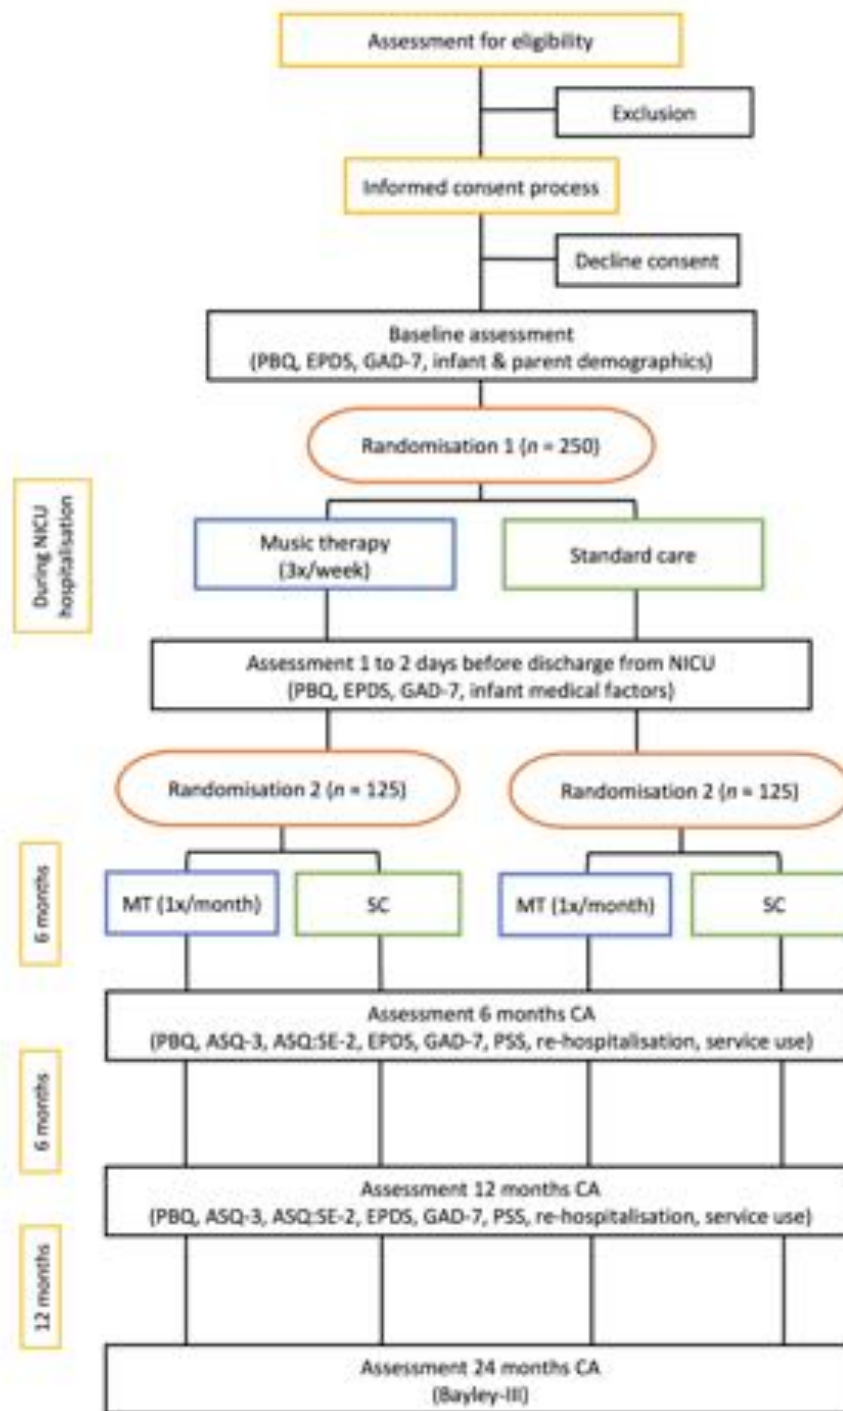 Assessment for eligibility
Exclusion
Informed consent process
Decline consent
Baseline assessment
(PBQ, EPDS, GAD-7, infant & parent demographics)
Randomisation 1 (n = 250)
During NICU
hospitalisation
Music therapy
(3x/week)
Standard care
Assessment 1 to 2 days before discharge from NICU
(PBQ, EPDS, GAD-7, infant medical factors)
Randomisation 2 (n = 125)
Randomisation 2 (n = 125)
6 months
MT (1x/month)
SC
MT (1x/month)
SC
Assessment 6 months CA
(PBQ, ASQ-3, ASQ:SE-2, EPDS, GAD-7, PSS, re-hospitalisation, service use)
6 months
Assessment 12 months CA
(PBQ, ASQ-3, ASQ:SE-2, EPDS, GAD-7, PSS, re-hospitalisation, service use)
12 months
Assessment 24 months CA
(Bayley-III)